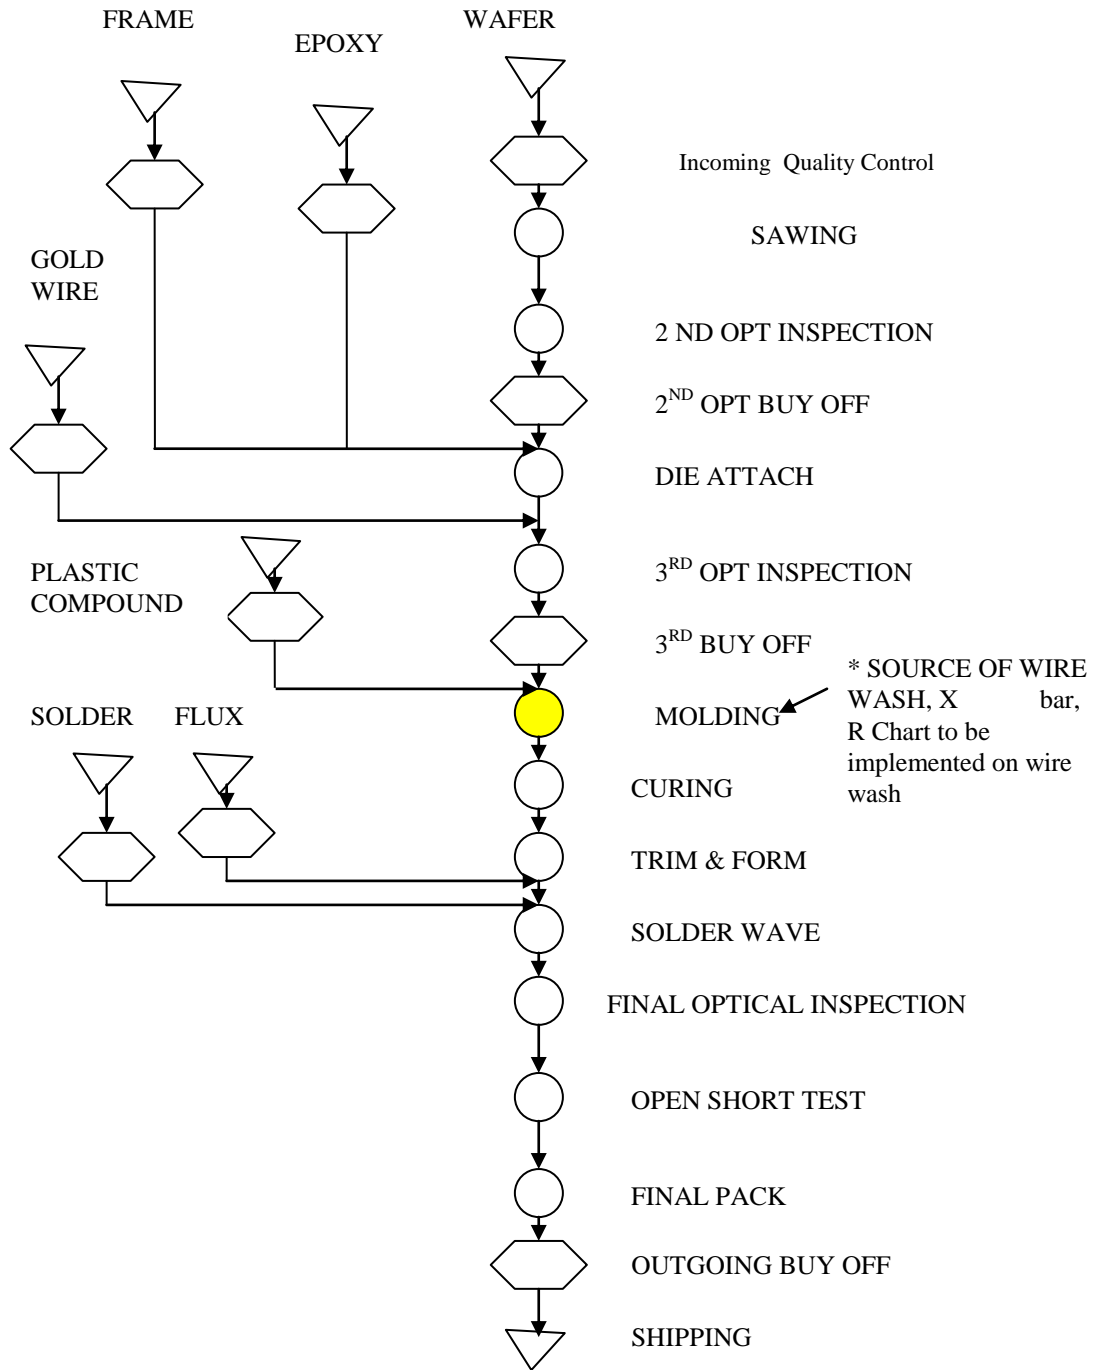 FRAME
EPOXY
WAFER
Incoming Quality Control
SAWING
GOLD
WIRE
2 ND OPT INSPECTION
2ND OPT BUY OFF
DIE ATTACH
PLASTIC
COMPOUND
3RD OPT INSPECTION
3RD BUY OFF
* SOURCE OF WIRE
WASH, X bar,
R Chart to be
implemented on wire
wash
SOLDER
FLUX
MOLDING
CURING
TRIM & FORM
SOLDER WAVE
FINAL OPTICAL INSPECTION
OPEN SHORT TEST
FINAL PACK
OUTGOING BUY OFF
SHIPPING